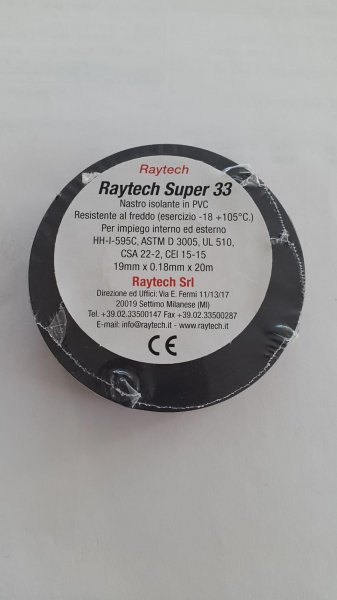 Raytech
Raytech Super 33
Nastro isolante in PVC
Resistente al freddo (esercizio -18 +105°C.)
Per impiego interno ed esterno
HH-I-595C, ASTM D 3005, UL 510,
CSA 22-2, CEI 15-15
19mm x 0.18mm x 20m
Raytech Srl
Direzione ed Uffici: Via E. Fermi 11/13/17
20019 Settimo Milanese (MI)
Tel. +39.02.33500147 Fax +39.02.33500287
E-mail: info@raytech.it - www.raytech.it
CE